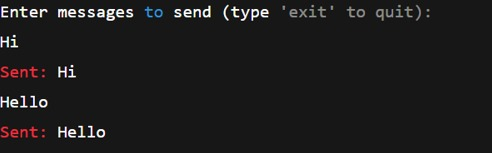 Enter messages to send (type 'exit' to quit):
Hi
Sent: Hi
Hello
Sent: Hello